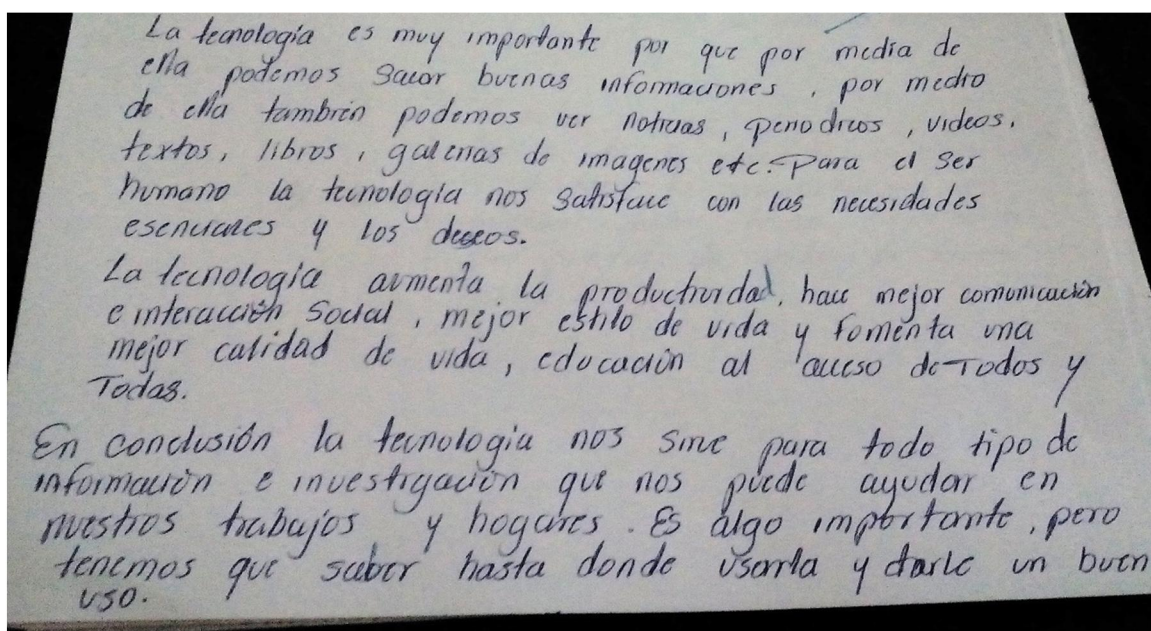 La tecnología es muy importante por que por media de
ella podemos sacar buenas informaciones, por medio
de ella también podemos ver noticias, periodicos, videos,
textos, libros, galerias de imagenes etc. Para el ser
humano la tecnología nos satisface con las necesidades
esenciales y los deseos.
La tecnología aumenta la productividad, hace mejor comunicación
e interacción Social, mejor estilo de vida y fomenta una
mejor calidad de vida, educación al acceso de Todos y
Todas.
En conclusión la tecnología nos sirve para todo tipo de
información e investigación que nos puede ayudar en
nuestros trabajos y hogares. Es algo importante, pero
tenemos que saber hasta donde usarla y darle un buen
uso.